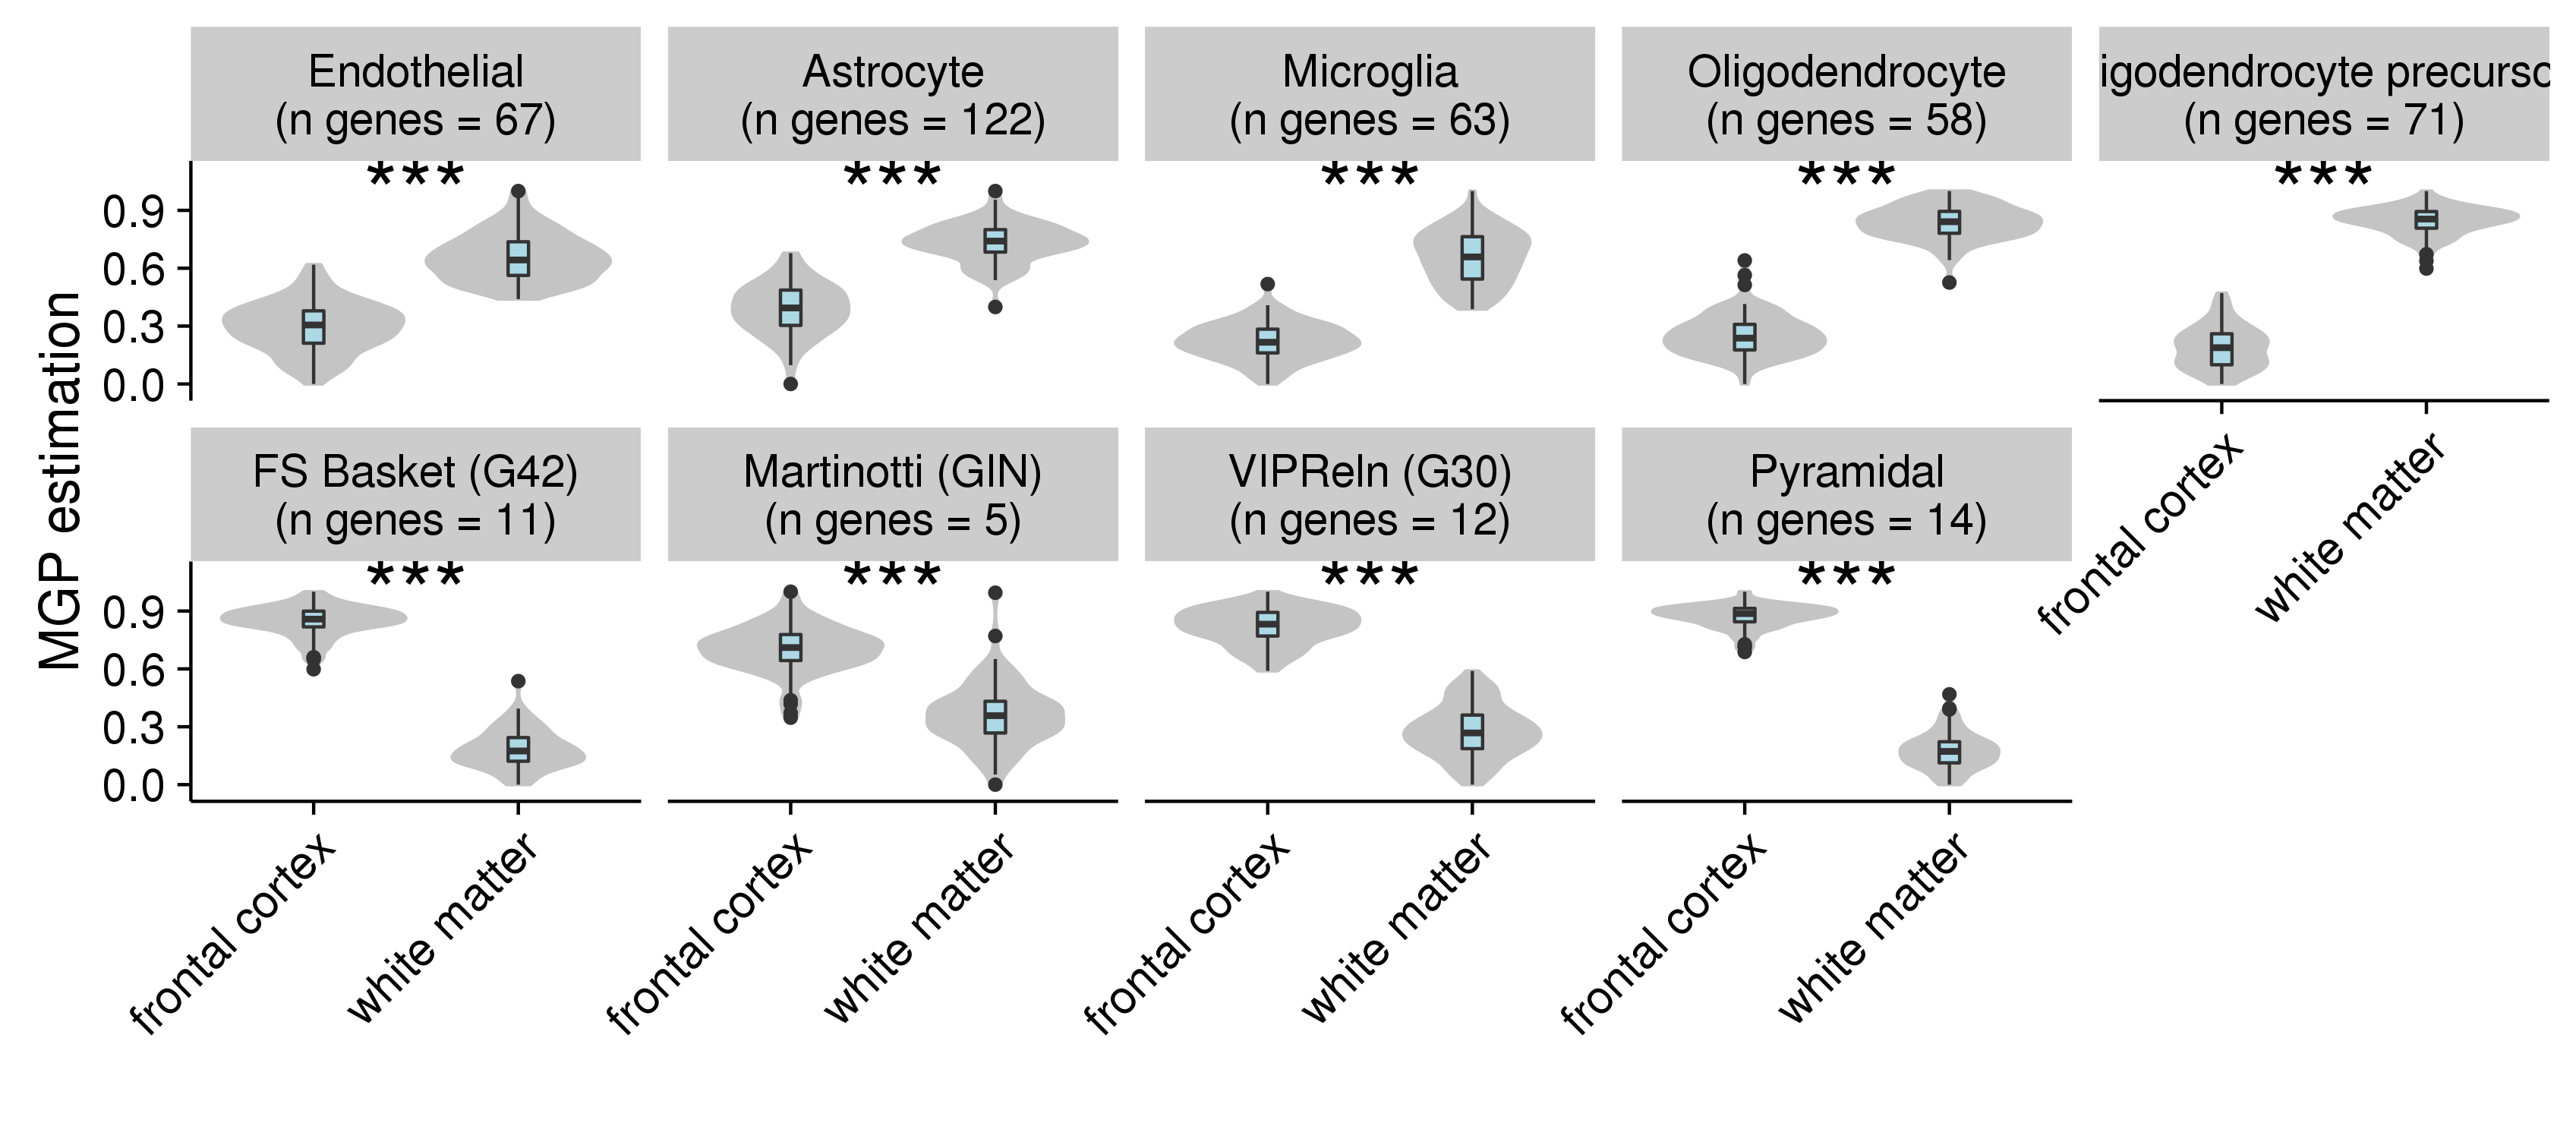 Endothelial
(n genes = 67)
Astrocyte
(n genes = 122)
Microglia
(n genes = 63)
Oligodendrocyte
(n genes = 58)
igodendrocyte precurso
(n genes = 71)
***
***
***
***
***
0.9
0.6
0.3
0.0
MGP estimation
frontal cortex
white matter
FS Basket (G42)
(n genes = 11)
Martinotti (GIN)
(n genes = 5)
VIPReln (G30)
(n genes = 12)
Pyramidal
(n genes = 14)
***
***
***
***
0.9
0.6
0.3
0.0
frontal cortex
white matter
frontal cortex
white matter
frontal cortex
white matter
frontal cortex
white matter